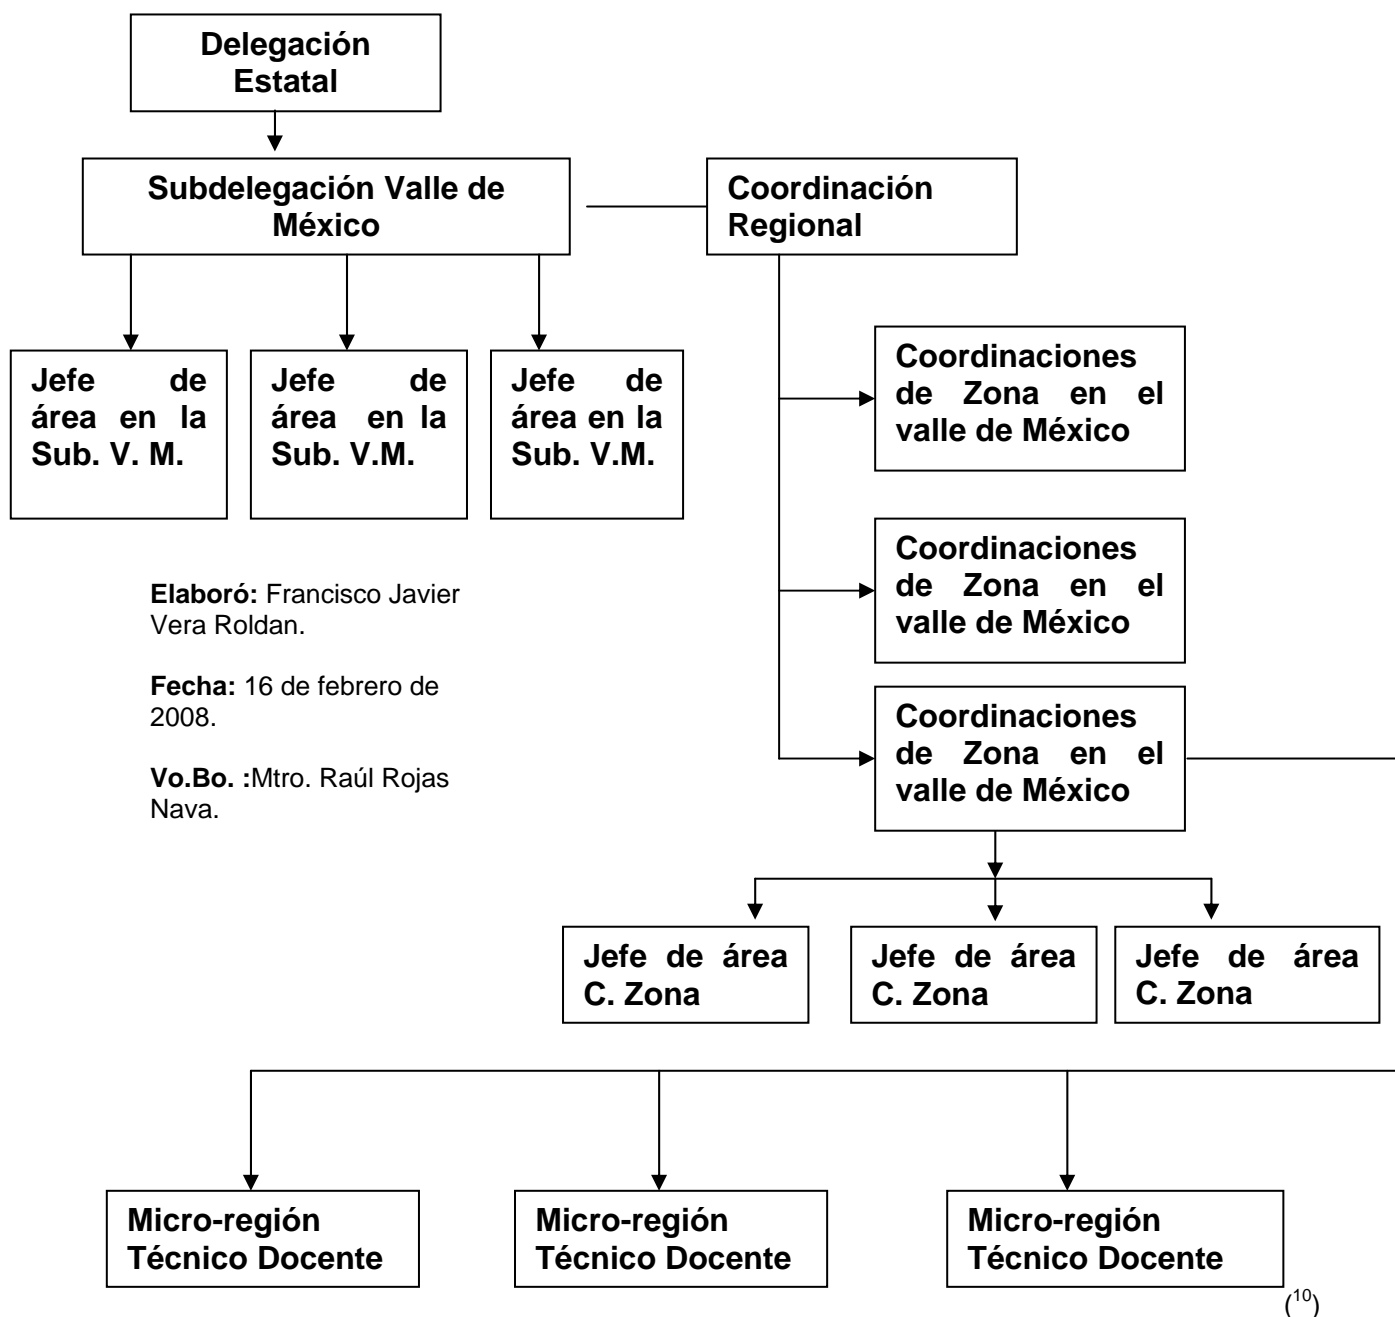 Delegación
Estatal
Subdelegación Valle de
México
Coordinación
Regional
Jefe de
área en la
Sub. V. M.
Jefe de
área en la
Sub. V.M.
Jefe de
área en la
Sub. V.M.
Coordinaciones
de Zona en el
valle de México
Coordinaciones
de Zona en el
valle de México
Elaboró: Francisco Javier
Vera Roldan.
Fecha: 16 de febrero de
2008.
Vo.Bo. :Mtro. Raúl Rojas
Nava.
Coordinaciones
de Zona en el
valle de México
Jefe de área
C. Zona
Jefe de área
C. Zona
Jefe de área
C. Zona
Micro-región
Técnico Docente
Micro-región
Técnico Docente
Micro-región
Técnico Docente
(10)